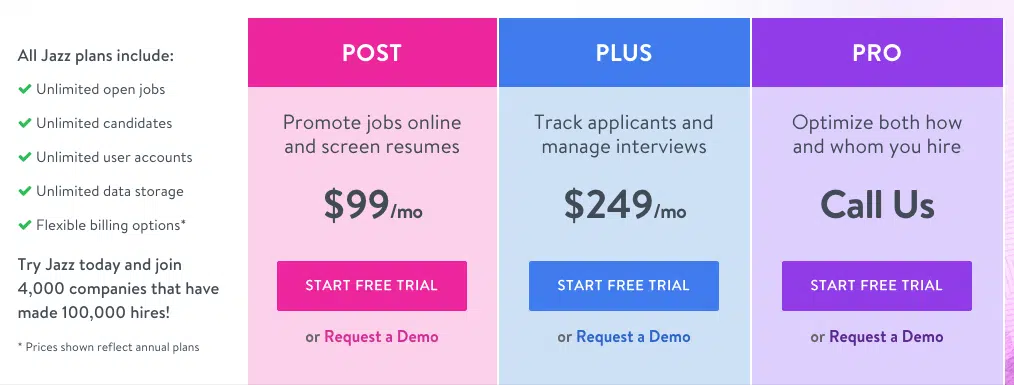 All Jazz plans include:
Unlimited open jobs
Unlimited candidates
Unlimited user accounts
Unlimited data storage
Flexible billing options*
Try Jazz today and join
4,000 companies that have
made 100,000 hires!
* Prices shown reflect annual plans
POST
Promote jobs online
and screen resumes
$99/mo
START FREE TRIAL
or Request a Demo
PLUS
Track applicants and
manage interviews
$249/mo
START FREE TRIAL
or Request a Demo
PRO
Optimize both how
and whom you hire
Call Us
START FREE TRIAL
or Request a Demo